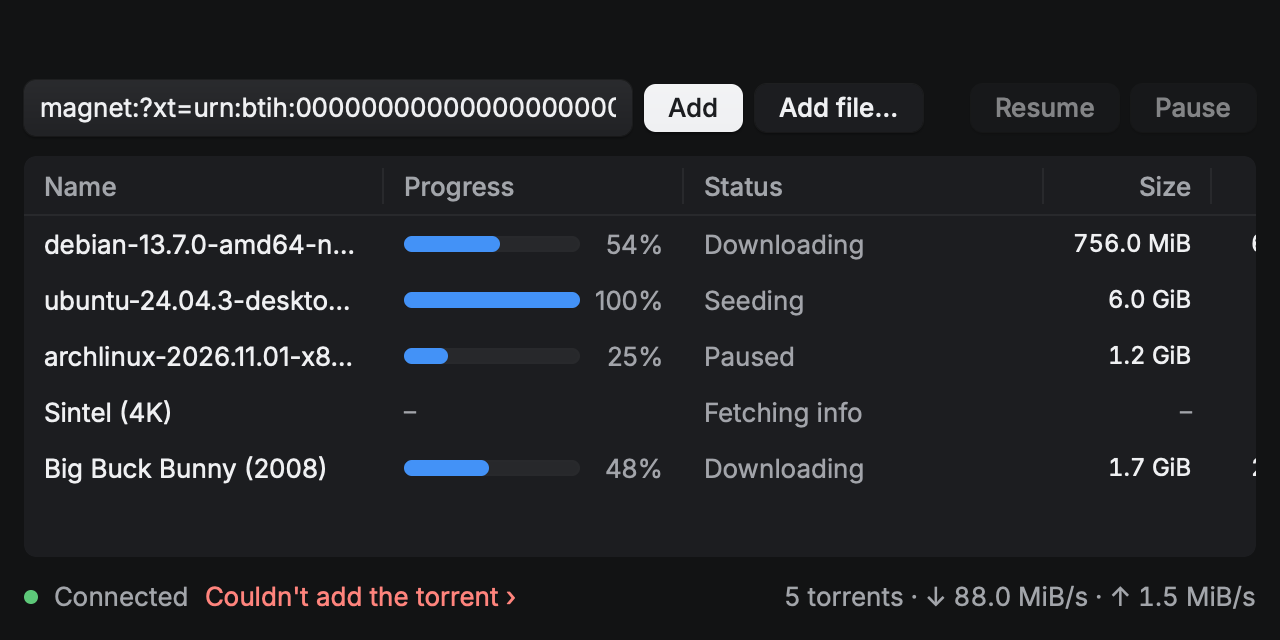 magnet:?xt=urn:btih:00000000000000000000 Add Add file... Resume Pause
Name Progress Status Size
debian-13.7.0-amd64-n... 54% Downloading 756.0 MiB
ubuntu-24.04.3-deskto... 100% Seeding 6.0 GiB
archlinux-2026.11.01-x8... 25% Paused 1.2 GiB
Sintel (4K) – Fetching info –
Big Buck Bunny (2008) 48% Downloading 1.7 GiB
Connected Couldn't add the torrent › 5 torrents · ↓ 88.0 MiB/s · ↑ 1.5 MiB/s